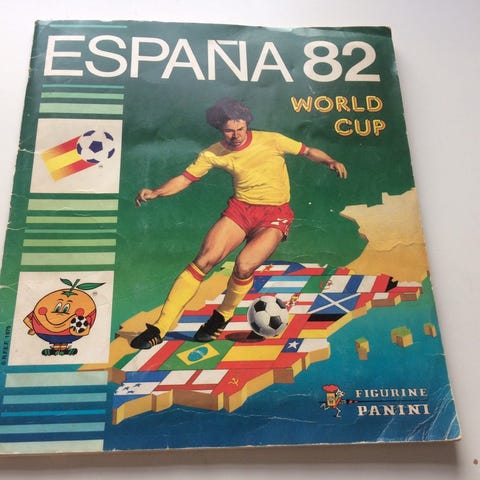 ESPAÑA 82
WORLD
CUP
FIGURINE
PANINI